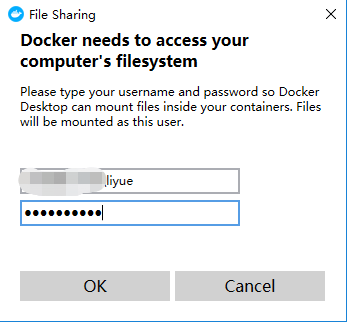 File Sharing
Docker needs to access your
computer's filesystem
Please type your username and password so Docker
Desktop can mount files inside your containers. Files
will be mounted as this user.
liyue
••••••••••
OK Cancel